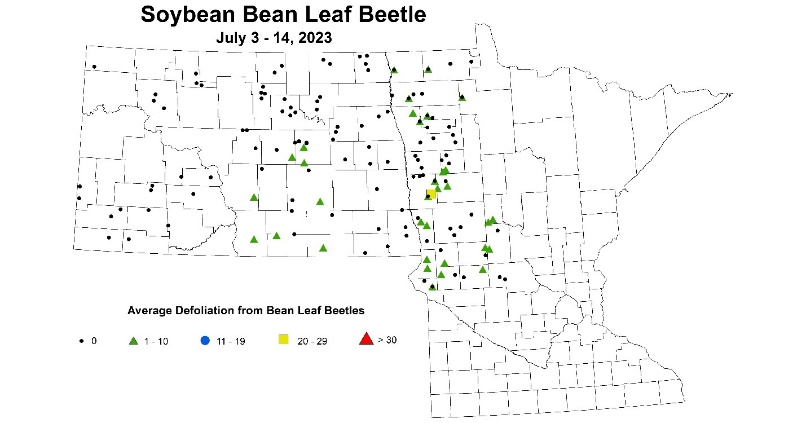 Soybean Bean Leaf Beetle
July 3 - 14, 2023
Average Defoliation from Bean Leaf Beetles
0 1 - 10 11 - 19 20 - 29 > 30